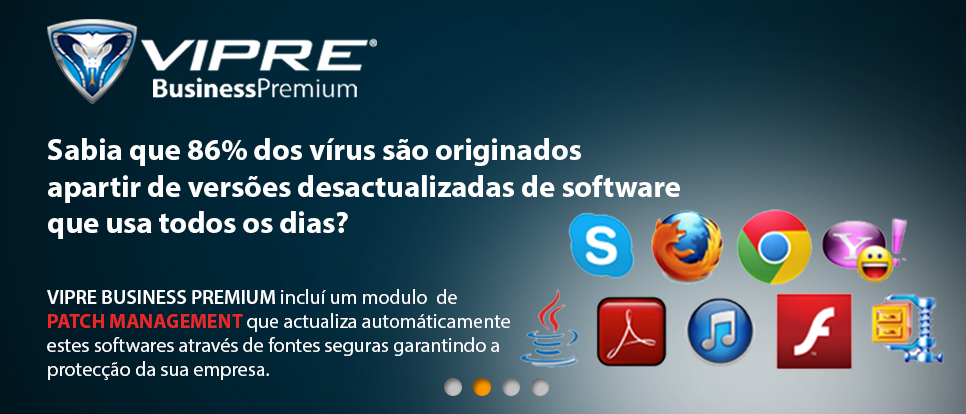 VIPRE®
BusinessPremium
Sabia que 86% dos vírus são originados
apartir de versões desactualizadas de software
que usa todos os dias?
VIPRE BUSINESS PREMIUM incluí um modulo de
PATCH MANAGEMENT que actualiza automáticamente
estes softwares através de fontes seguras garantindo a
protecção da sua empresa.